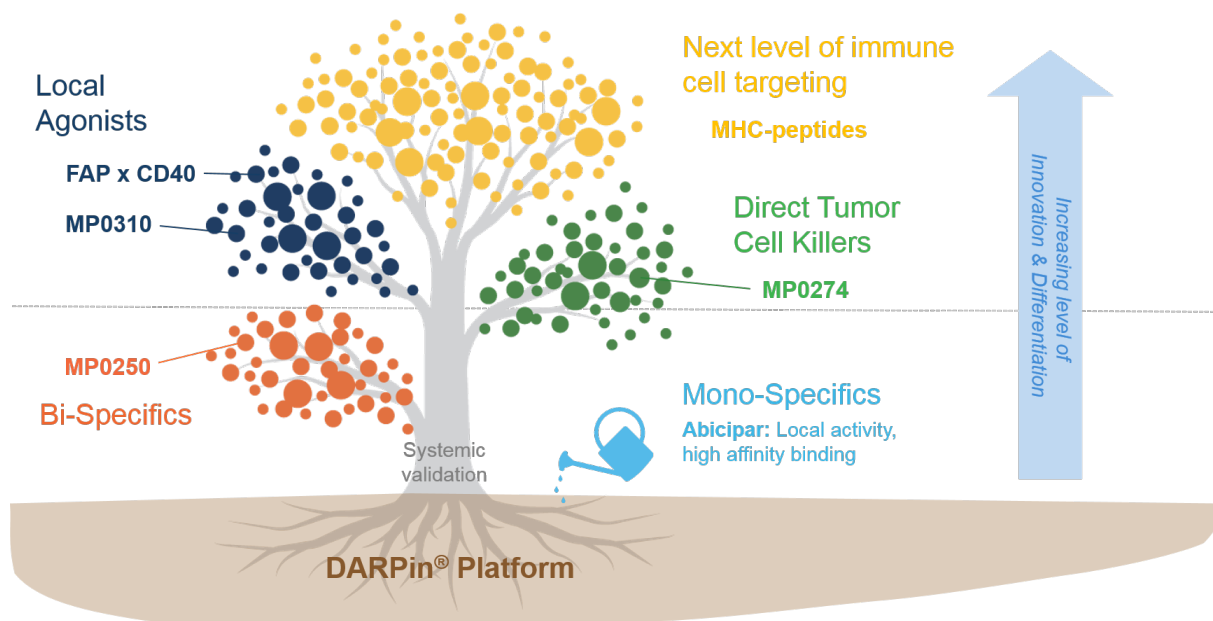 Local
Agonists
FAP x CD40
MP0310
MP0250
Bi-Specifics
Next level of immune
cell targeting
MHC-peptides
Direct Tumor
Cell Killers
MP0274
Mono-Specifics
Abicipar: Local activity,
high affinity binding
Systemic
validation
DARPin® Platform
Increasing level of
Innovation & Differentiation